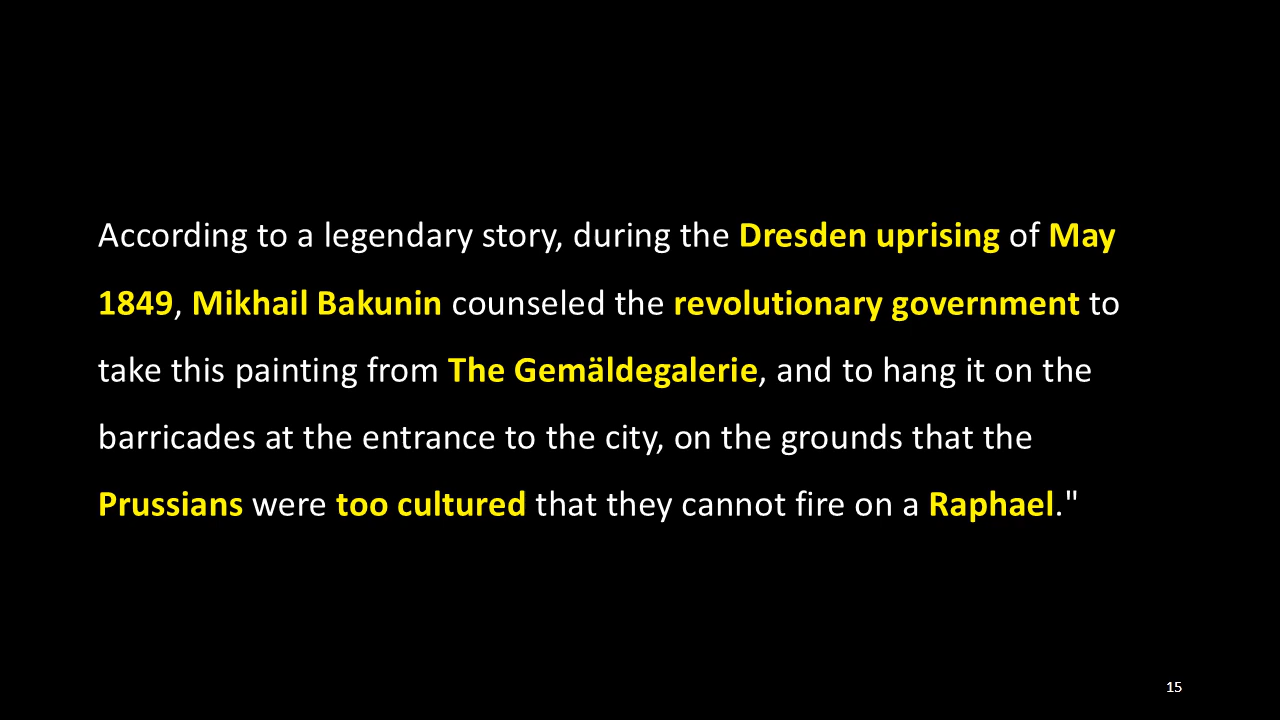 According to a legendary story, during the Dresden uprising of May
1849, Mikhail Bakunin counseled the revolutionary government to
take this painting from The Gemäldegalerie, and to hang it on the
barricades at the entrance to the city, on the grounds that the
Prussians were too cultured that they cannot fire on a Raphael."
15